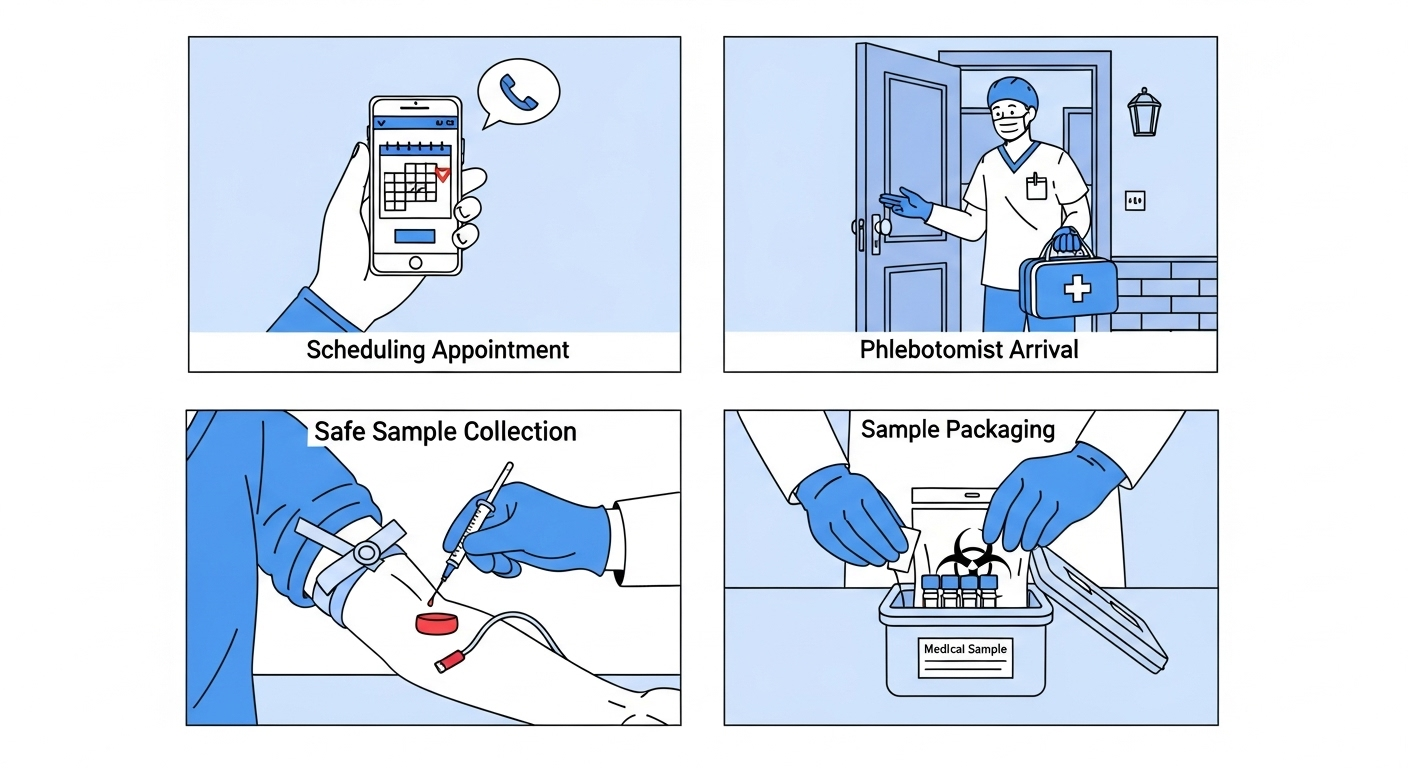 Scheduling Appointment
Phlebotomist Arrival
Safe Sample Collection
Sample Packaging
Medical Sample